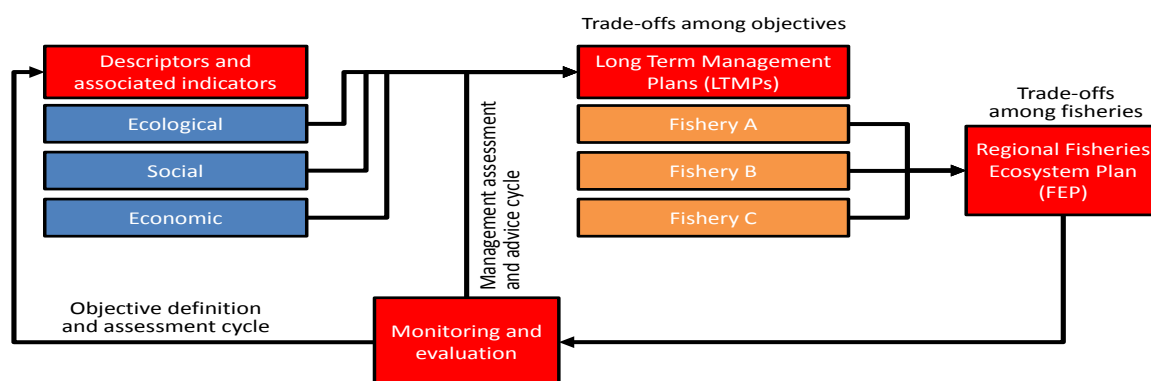 Trade-offs among objectives
Descriptors and
associated indicators
Ecological
Social
Economic
Long Term Management
Plans (LTMPs)
Fishery A
Fishery B
Fishery C
Trade-offs
among fisheries
Regional Fisheries
Ecosystem Plan
(FEP)
Management assessment
and advice cycle
Objective definition
and assessment cycle
Monitoring and
evaluation